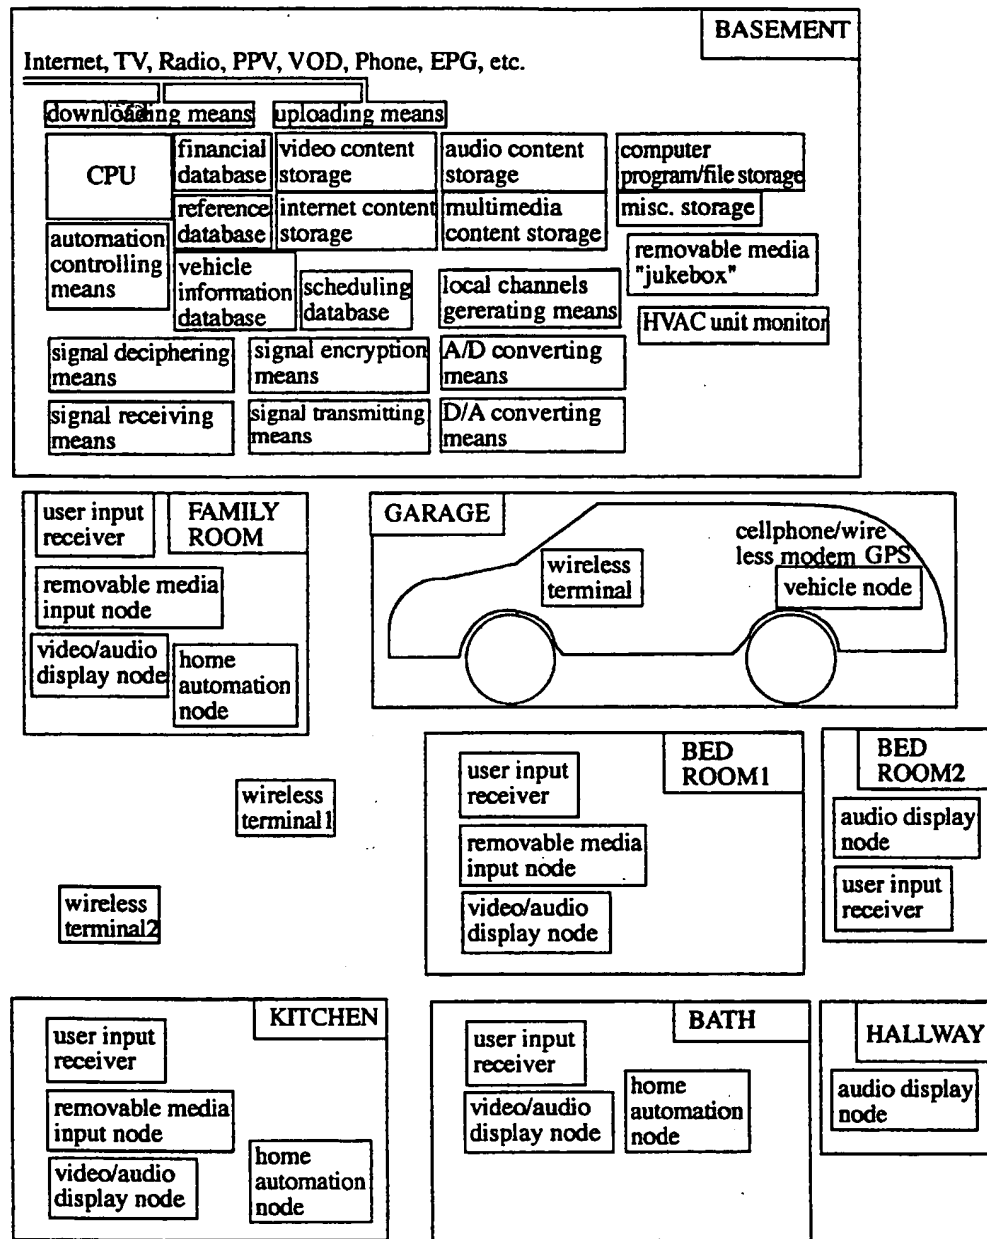 BASEMENT
Internet, TV, Radio, PPV, VOD, Phone, EPG, etc.
downloading means
uploading means
CPU
financial
database
video content
storage
audio content
storage
computer
program/file storage
reference
database
internet content
storage
multimedia
content storage
misc. storage
automation
controlling
means
vehicle
information
database
scheduling
database
local channels
gererating means
removable media
"jukebox"
HVAC unit monitor
signal deciphering
means
signal encryption
means
A/D converting
means
signal receiving
means
signal transmitting
means
D/A converting
means
user input
receiver
FAMILY
ROOM
removable media
input node
video/audio
display node
home
automation
node
GARAGE
wireless
terminal
cellphone/wire
less modem GPS
vehicle node
wireless
terminal1
wireless
terminal2
BED
ROOM1
user input
receiver
removable media
input node
video/audio
display node
BED
ROOM2
audio display
node
user input
receiver
KITCHEN
user input
receiver
removable media
input node
video/audio
display node
home
automation
node
BATH
user input
receiver
video/audio
display node
home
automation
node
HALLWAY
audio display
node